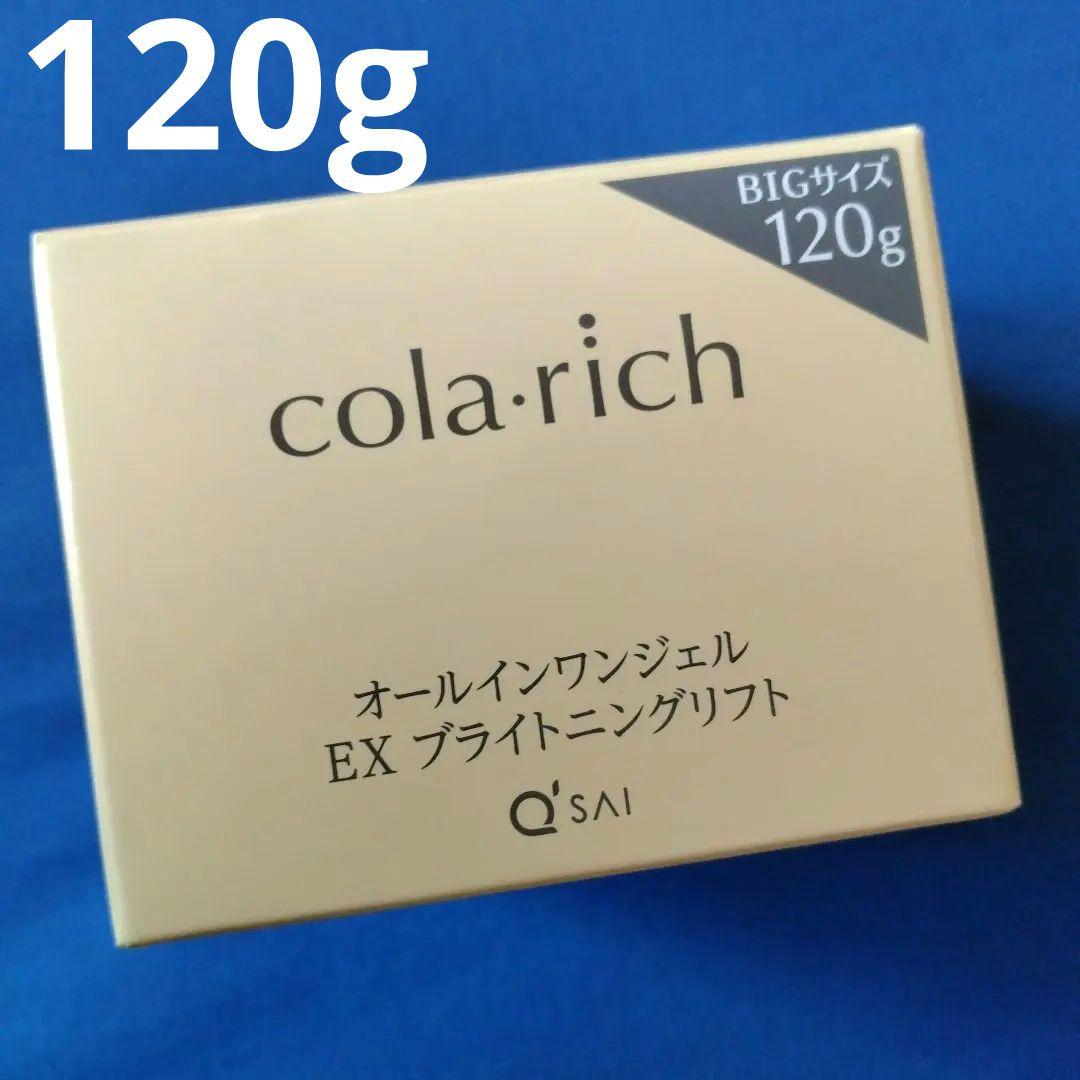 120g
BIGサイズ
120g
cola・rich
オールインワンジェル
EX ブライトニングリフト
Q'SAI